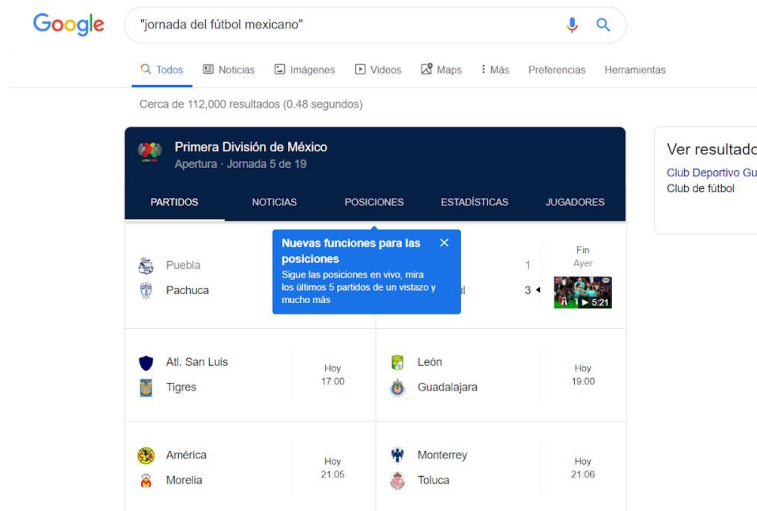 Google
"jornada del fútbol mexicano"
Todos Noticias Imágenes Videos Maps Más Preferencias Herramientas
Cerca de 112,000 resultados (0.48 segundos)
Primera División de México
Apertura · Jornada 5 de 19
PARTIDOS NOTICIAS POSICIONES ESTADÍSTICAS JUGADORES
Nuevas funciones para las
posiciones
Sigue las posiciones en vivo, mira
los últimos 5 partidos de un vistazo y
mucho más
Puebla
Pachuca
1
3
Fin
Ayer
5:21
Atl. San Luis
Tigres
Hoy
17:00
León
Guadalajara
Hoy
19:00
América
Morelia
Hoy
21:05
Monterrey
Toluca
Hoy
21:06
Ver resultado
Club Deportivo Gu
Club de fútbol